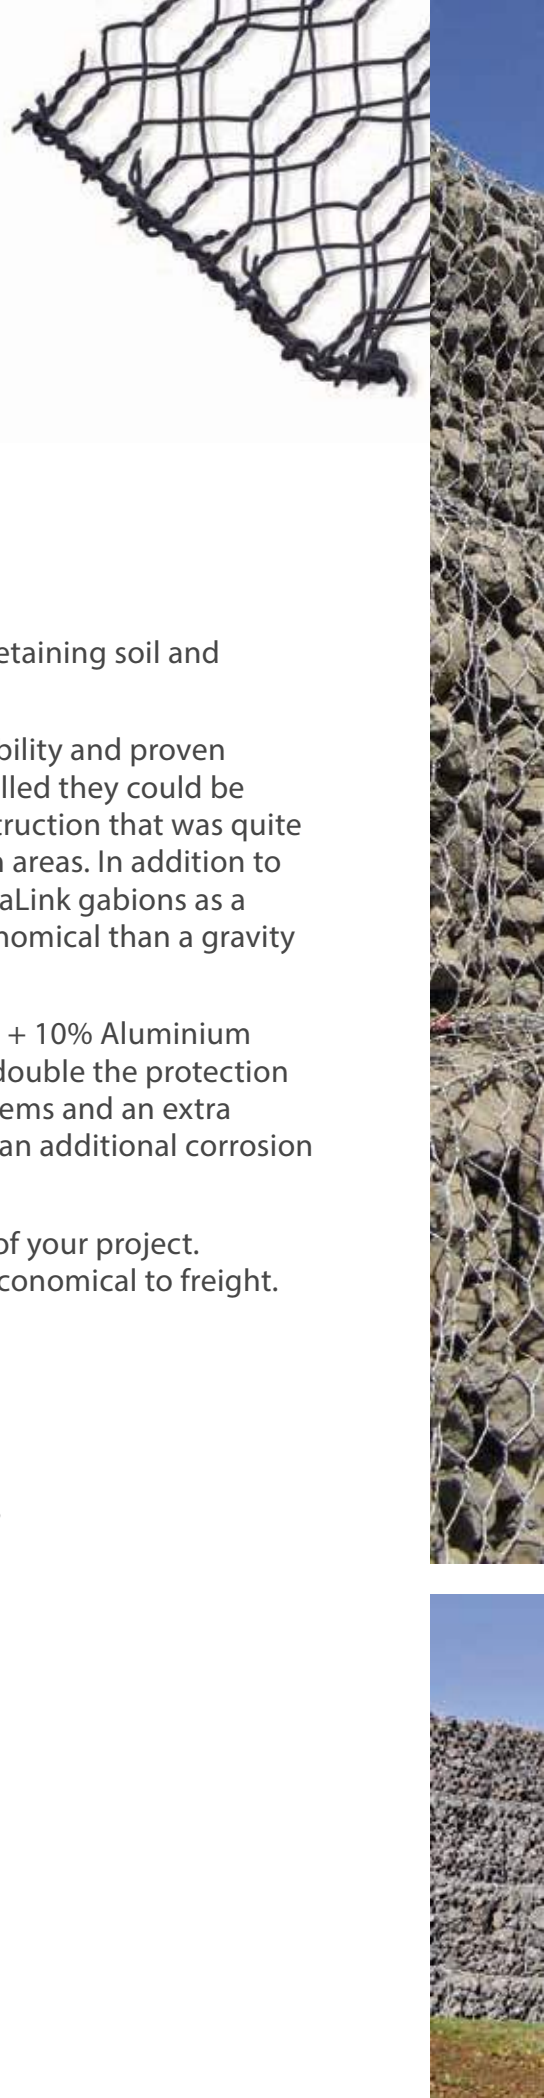 etaining soil and
bility and proven
lled they could be
truction that was quite
n areas. In addition to
aLink gabions as a
nomical than a gravity
+ 10% Aluminium
double the protection
ems and an extra
an additional corrosion
of your project.
conomical to freight.